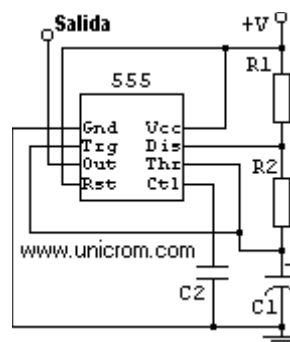 Salida
+V
R1
555
Gnd Vcc
Trg Dis
Out Thr
Rst Ctl
R2
www.unicrom.com
C2
C1